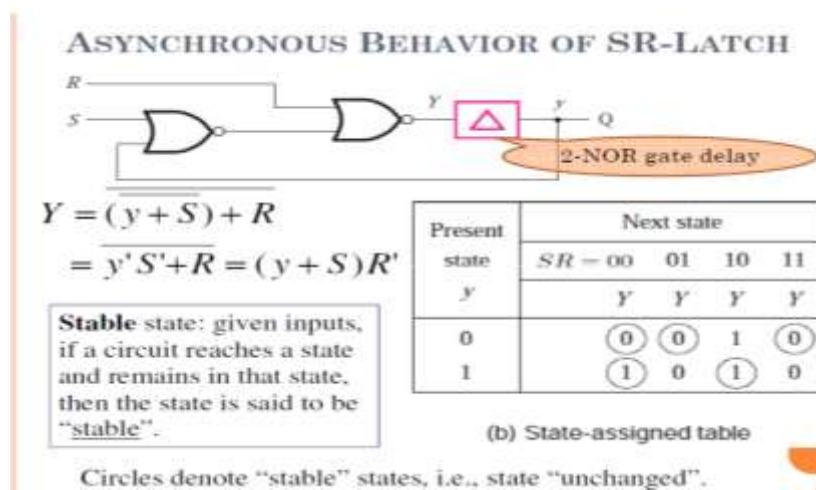 ASYNCHRONOUS BEHAVIOR OF SR-LATCH
R
S
Y
y
Q
2-NOR gate delay
Y = \overline{\overline{(y + S)} + R}
= \overline{y'S'+R} = (y + S)R'
Stable state: given inputs,
if a circuit reaches a state
and remains in that state,
then the state is said to be
“stable”.
Present
state
y
Next state
SR = 00 01 10 11
Y Y Y Y
0 0 0 1 0
1 1 0 1 0
(b) State-assigned table
Circles denote “stable” states, i.e., state “unchanged”.